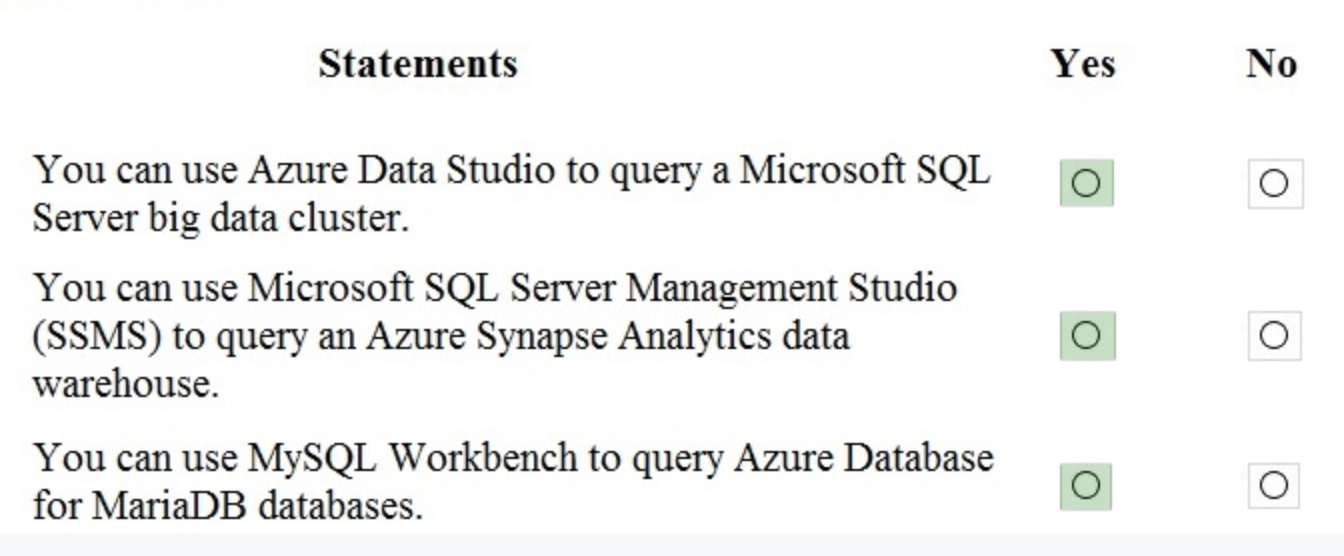 Statements Yes No
You can use Azure Data Studio to query a Microsoft SQL
Server big data cluster.
You can use Microsoft SQL Server Management Studio
(SSMS) to query an Azure Synapse Analytics data
warehouse.
You can use MySQL Workbench to query Azure Database
for MariaDB databases.